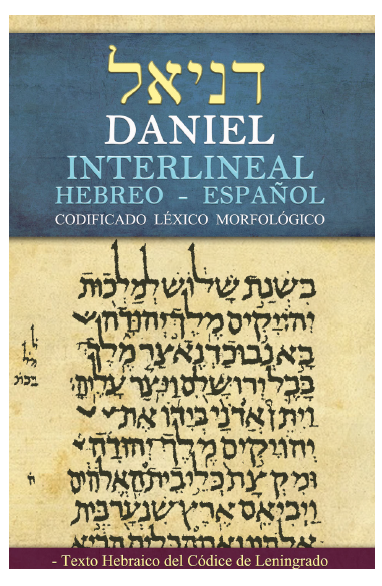 דניאל
DANIEL
INTERLINEAL
HEBREO - ESPAÑOL
CODIFICADO LÉXICO MORFOLÓGICO
בשנת שלוש למלכות
יהויקים מלך יהודה
בא נבוכדנאצר מלך
בבל ירושלם ויצר עליה
ויתן אדני בידו את
יהויקים מלך יהודה
ומקצת כלי בית האלהים
ויביאם ארץ שנער בית
- Texto Hebraico del Códice de Leningrado